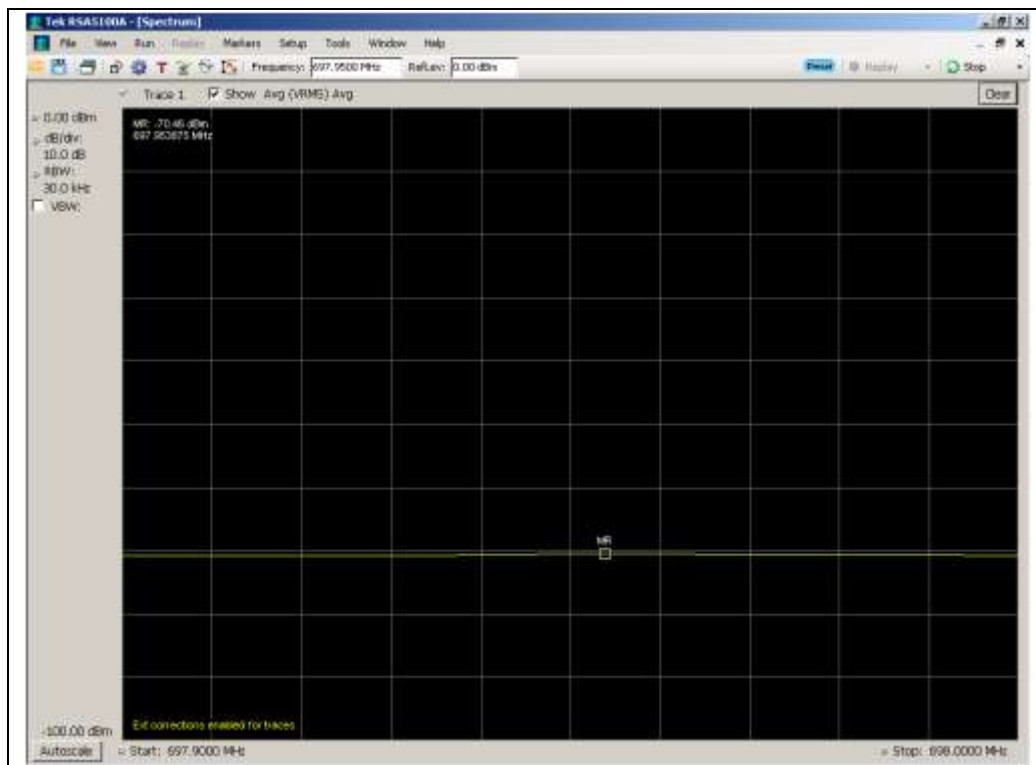 Tek RSA5100A - [Spectrum]
File View Run Replay Markers Setup Tools Window Help
Frequency: 697.9500 MHz RefLev: 0.00 dBm Preset Replay Stop
Trace 1 Show Avg (VRMS) Avg Clear
0.00 dBm
dB/div:
10.0 dB
RBW:
30.0 kHz
VBW:
MR: -70.46 dBm
697.953875 MHz
MR
-100.00 dBm
Ext corrections enabled for traces
Autoscale Start: 697.9000 MHz Stop: 698.0000 MHz